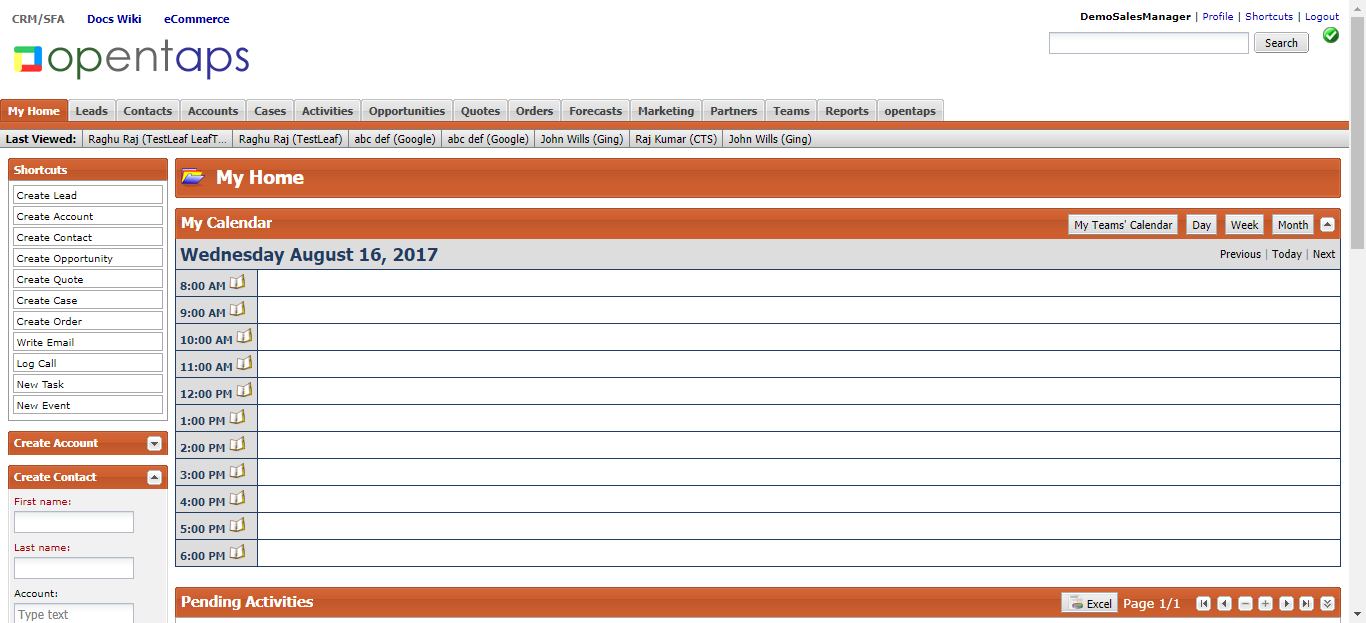 CRM/SFA Docs Wiki eCommerce
DemoSalesManager | Profile | Shortcuts | Logout
opentaps
Search
My Home Leads Contacts Accounts Cases Activities Opportunities Quotes Orders Forecasts Marketing Partners Teams Reports opentaps
Last Viewed: Raghu Raj (TestLeaf LeafT... Raghu Raj (TestLeaf) abc def (Google) abc def (Google) John Wills (Ging) Raj Kumar (CTS) John Wills (Ging)
Shortcuts
Create Lead
Create Account
Create Contact
Create Opportunity
Create Quote
Create Case
Create Order
Write Email
Log Call
New Task
New Event
Create Account
Create Contact
First name:
Last name:
Account:
Type text
My Home
My Calendar
My Teams' Calendar Day Week Month
Wednesday August 16, 2017
Previous | Today | Next
8:00 AM
9:00 AM
10:00 AM
11:00 AM
12:00 PM
1:00 PM
2:00 PM
3:00 PM
4:00 PM
5:00 PM
6:00 PM
Pending Activities
Excel Page 1/1